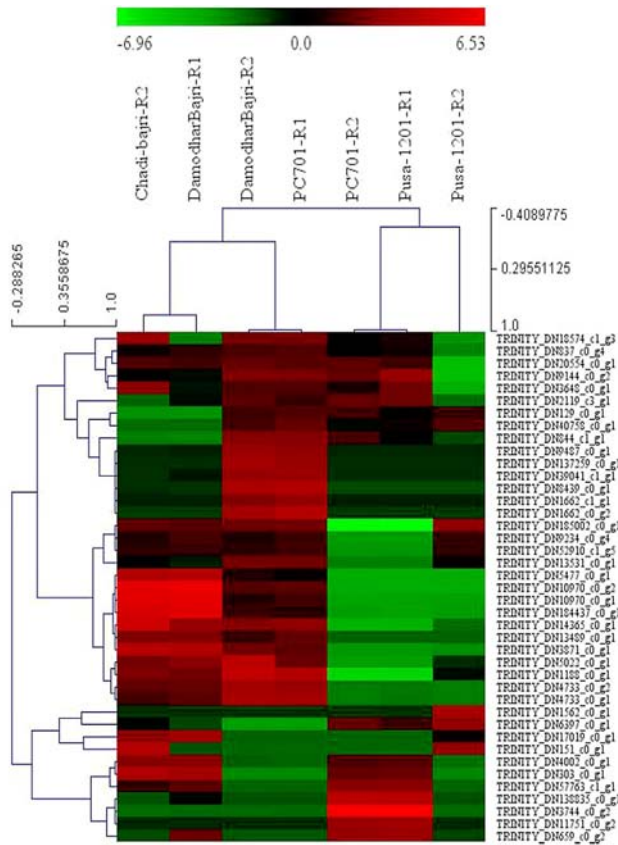 -6.96 0.0 6.53
Chadi-bajri-R2
DamodharBajri-R1
DamodharBajri-R2
PC701-R1
PC701-R2
Pusa-1201-R1
Pusa-1201-R2
-0.4089775
0.29551125
1.0
-0.288265
0.3558675
1.0
TRINITY_DN18574_c1_g3
TRINITY_DN837_c0_g4
TRINITY_DN20554_c0_g1
TRINITY_DN9144_c0_g2
TRINITY_DN3648_c0_g1
TRINITY_DN2119_c3_g1
TRINITY_DN129_c0_g1
TRINITY_DN40758_c0_g1
TRINITY_DN844_c1_g1
TRINITY_DN9487_c0_g1
TRINITY_DN137259_c0_g1
TRINITY_DN39041_c1_g1
TRINITY_DN8439_c0_g1
TRINITY_DN1662_c1_g1
TRINITY_DN1662_c0_g2
TRINITY_DN9234_c0_g4
TRINITY_DN52910_c1_g5
TRINITY_DN13531_c0_g1
TRINITY_DN5477_c0_g1
TRINITY_DN10970_c0_g2
TRINITY_DN10970_c0_g1
TRINITY_DN184437_c0_g1
TRINITY_DN14365_c0_g1
TRINITY_DN13489_c0_g1
TRINITY_DN3871_c0_g1
TRINITY_DN5022_c0_g1
TRINITY_DN1188_c0_g1
TRINITY_DN4733_c0_g2
TRINITY_DN4733_c0_g1
TRINITY_DN1562_c0_g1
TRINITY_DN6397_c0_g1
TRINITY_DN17019_c0_g1
TRINITY_DN151_c0_g1
TRINITY_DN4002_c0_g1
TRINITY_DN303_c0_g1
TRINITY_DN57763_c1_g1
TRINITY_DN3744_c0_g2
TRINITY_DN11751_c0_g2
TRINITY_DN659_c0_g2